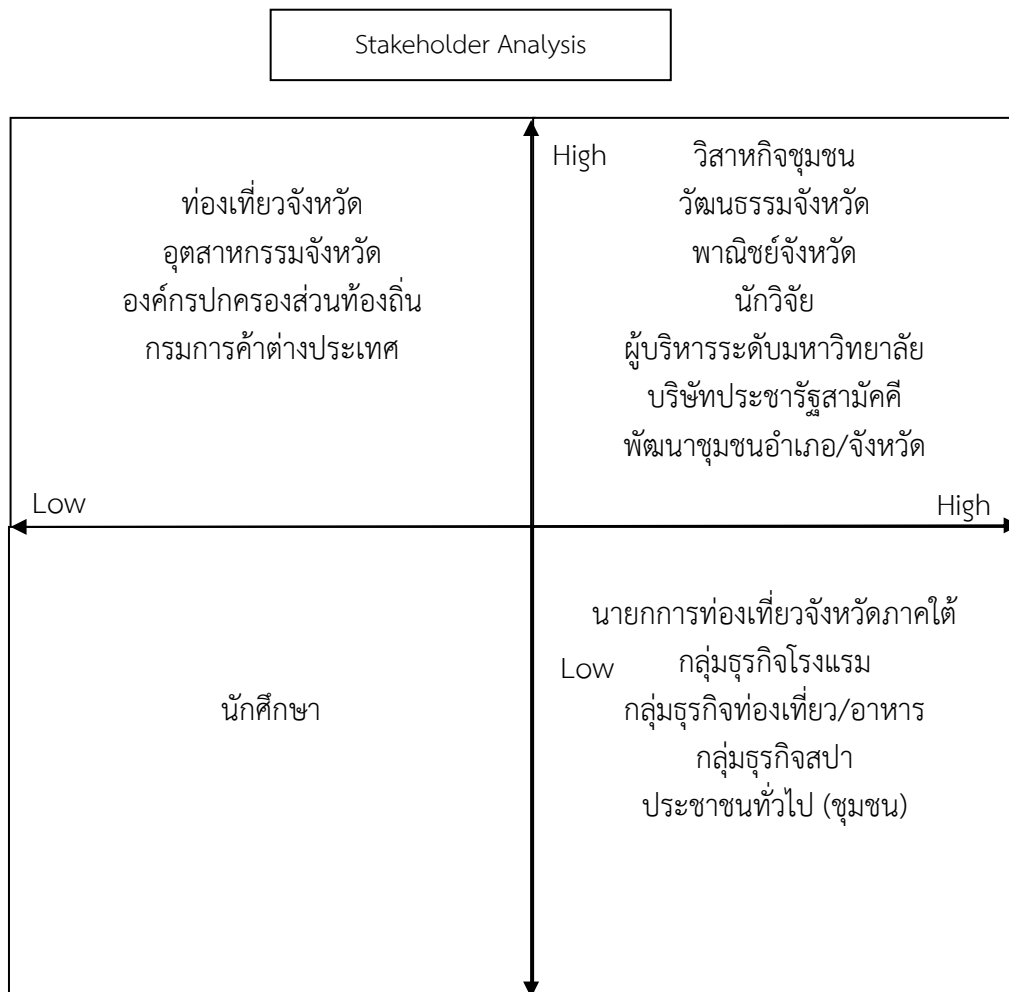 Stakeholder Analysis
ท่องเที่ยวจังหวัด
อุตสาหกรรมจังหวัด
องค์กรปกครองส่วนท้องถิ่น
กรมการค้าต่างประเทศ
High
วิสาหกิจชุมชน
วัฒนธรรมจังหวัด
พาณิชย์จังหวัด
นักวิจัย
ผู้บริหารระดับมหาวิทยาลัย
บริษัทประชารัฐสามัคคี
พัฒนาชุมชนอำเภอ/จังหวัด
Low
High
นักศึกษา
นายกการท่องเที่ยวจังหวัดภาคใต้
Low
กลุ่มธุรกิจโรงแรม
กลุ่มธุรกิจท่องเที่ยว/อาหาร
กลุ่มธุรกิจสปา
ประชาชนทั่วไป (ชุมชน)